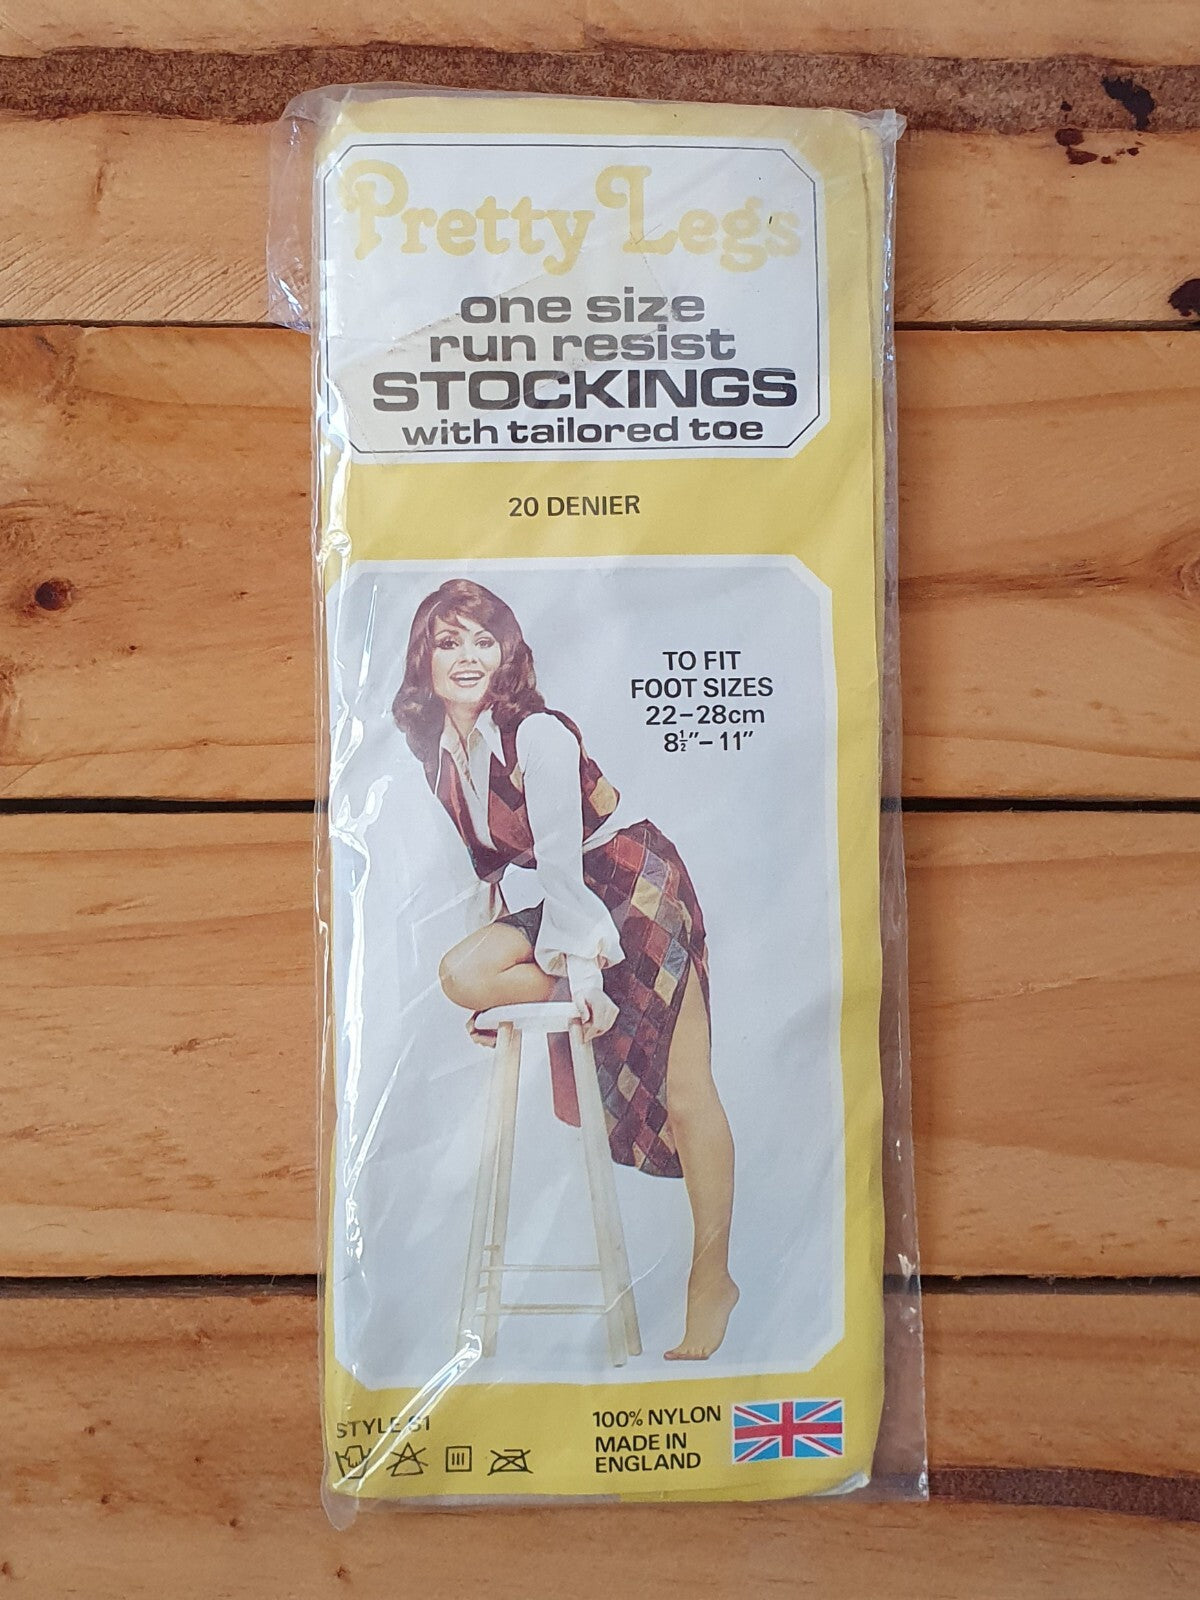 Pretty Legs
one size
run resist
STOCKINGS
with tailored toe
20 DENIER
TO FIT
FOOT SIZES
22-28cm
8½"-11"
STYLE S1
100% NYLON
MADE IN
ENGLAND